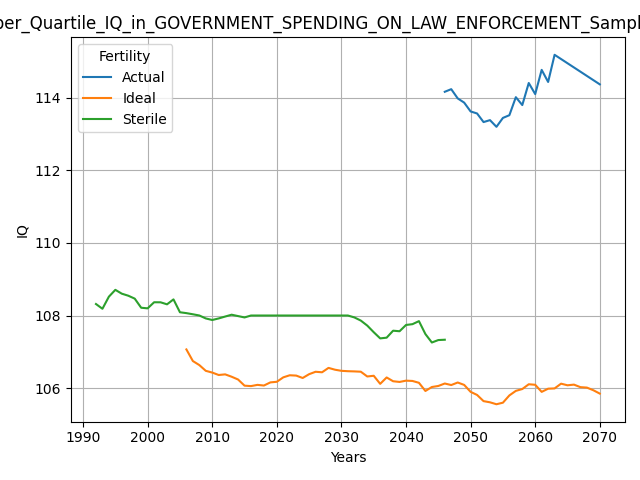 per_Quartile_IQ_in_GOVERNMENT_SPENDING_ON_LAW_ENFORCEMENT_Sampl
Fertility
Actual
Ideal
Sterile
114
112
110
108
106
IQ
1990 2000 2010 2020 2030 2040 2050 2060 2070
Years